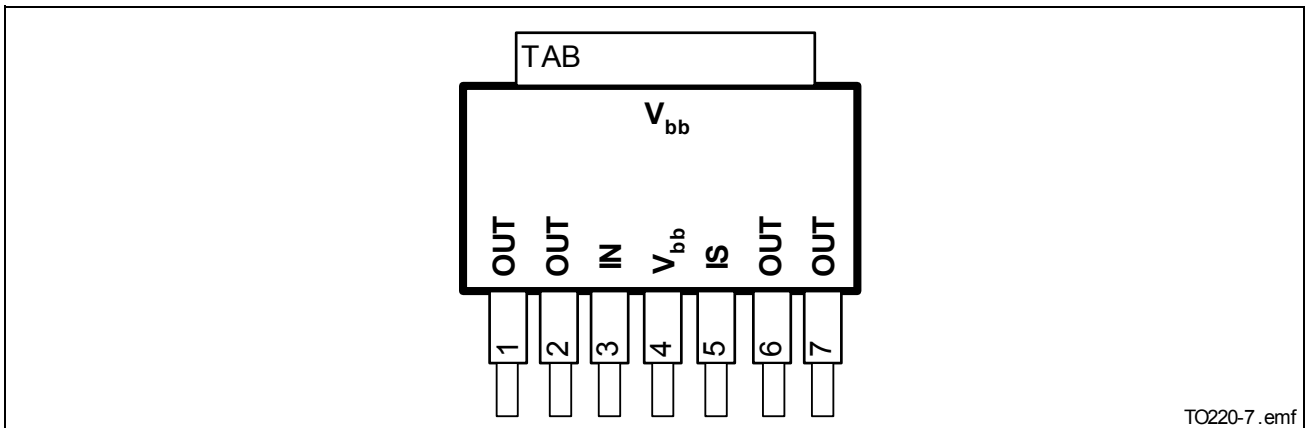 TAB
Vbb
OUT OUT IN Vbb IS OUT OUT
1 2 3 4 5 6 7
TO220-7.emf